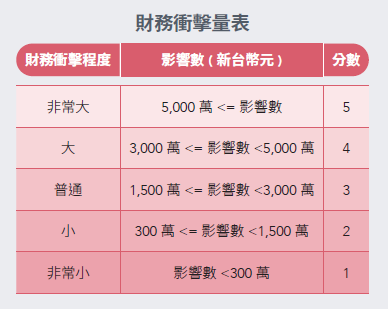 財務衝擊量表
財務衝擊程度 影響數 ( 新台幣元 ) 分數
非常大 5,000 萬 <= 影響數 5
大 3,000 萬 <= 影響數 <5,000 萬 4
普通 1,500 萬 <= 影響數 <3,000 萬 3
小 300 萬 <= 影響數 <1,500 萬 2
非常小 影響數 <300 萬 1